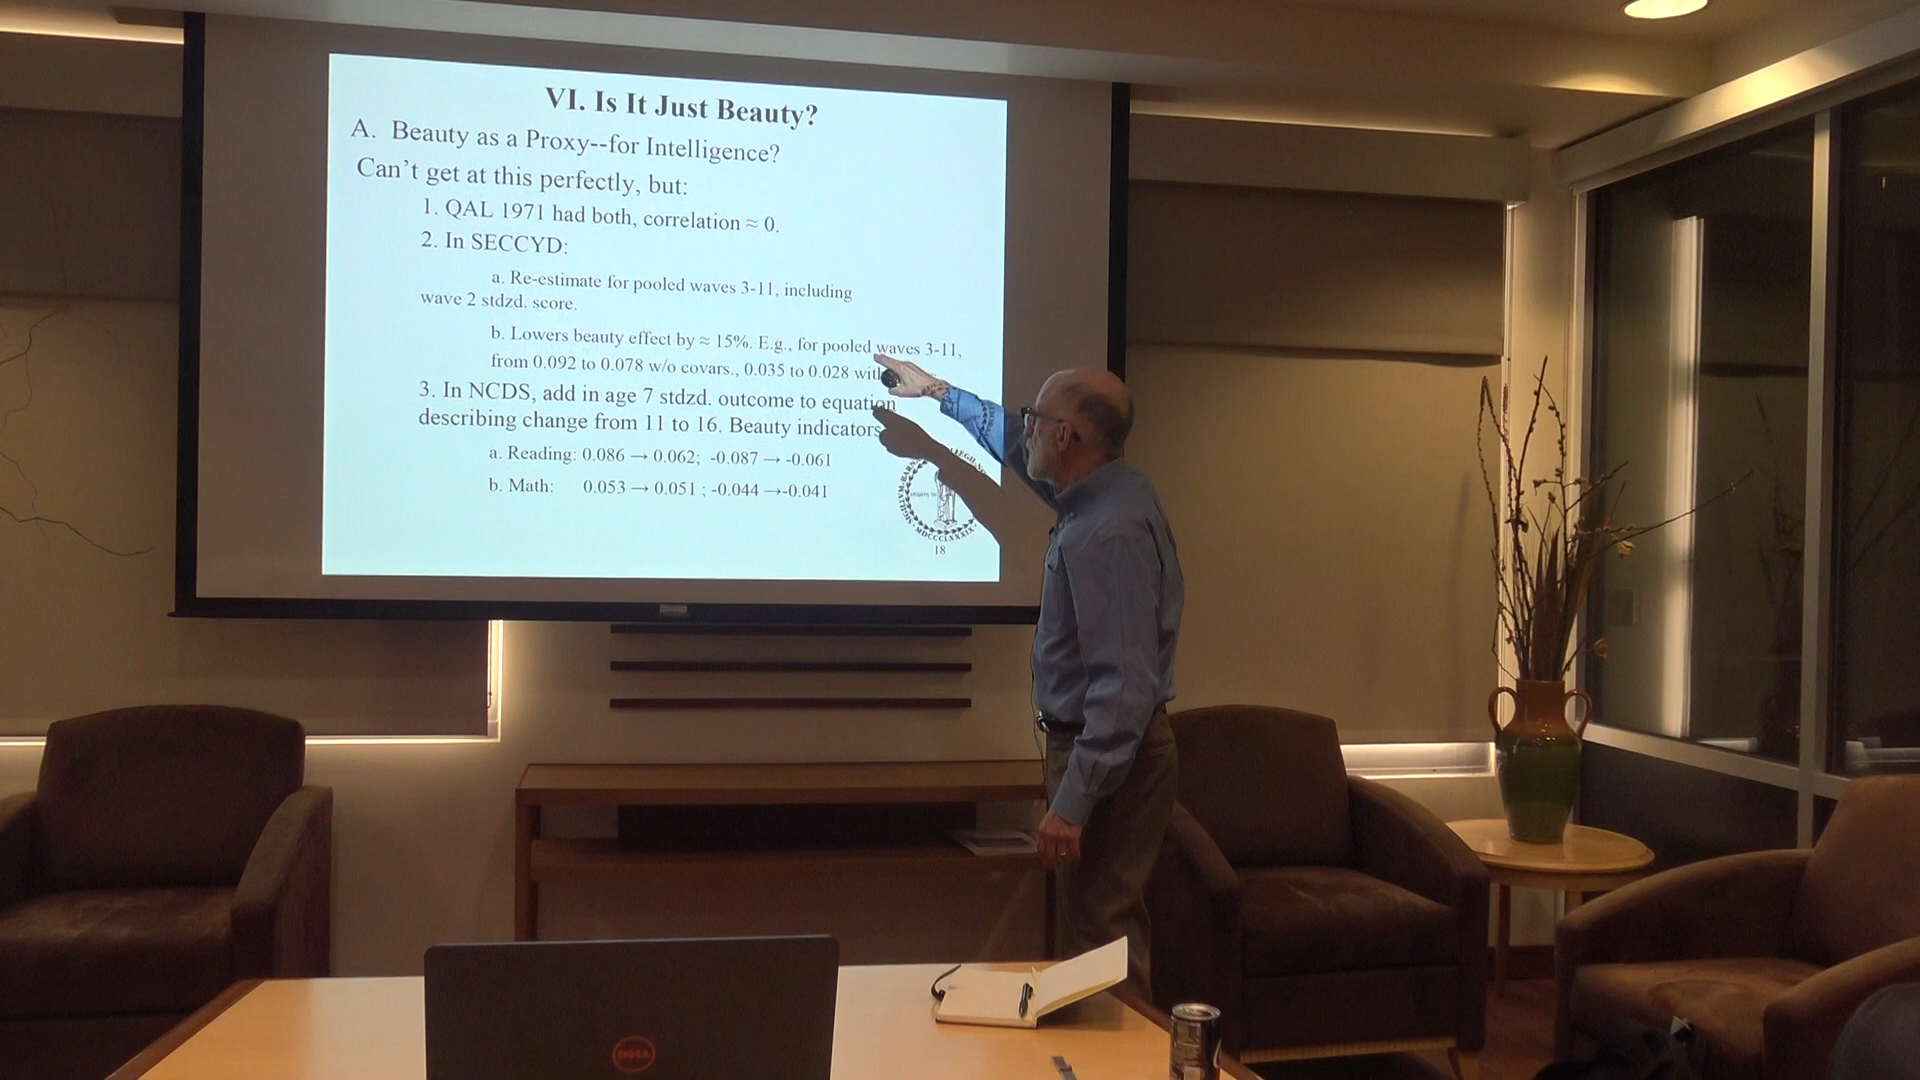 VI. Is It Just Beauty?
A. Beauty as a Proxy--for Intelligence?
Can't get at this perfectly, but:
1. QAL 1971 had both, correlation ≈ 0.
2. In SECCYD:
a. Re-estimate for pooled waves 3-11, including
wave 2 stdzd. score.
b. Lowers beauty effect by ≈ 15%. E.g., for pooled waves 3-11,
from 0.092 to 0.078 w/o covars., 0.035 to 0.028 with
3. In NCDS, add in age 7 stdzd. outcome to equation
describing change from 11 to 16. Beauty indicators
a. Reading: 0.086 → 0.062; -0.087 → -0.061
b. Math: 0.053 → 0.051 ; -0.044 →-0.041
MDCCCLXXXIX
18
DELL